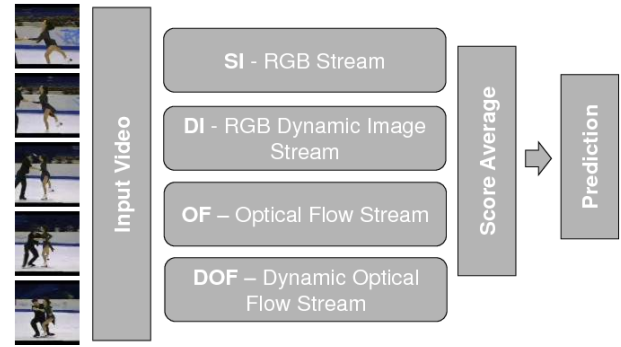 Input Video
SI - RGB Stream
DI - RGB Dynamic Image
Stream
OF – Optical Flow Stream
DOF – Dynamic Optical
Flow Stream
Score Average
Prediction